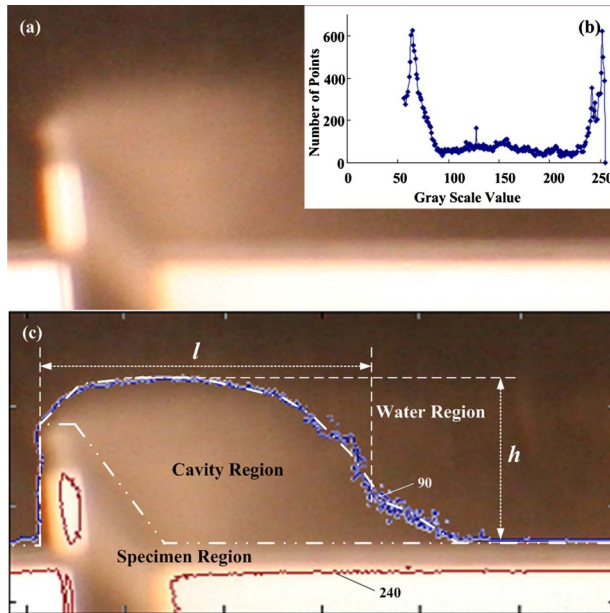 (a)
(b)
600
400
200
0
Number of Points
0
50
100
150
200
250
Gray Scale Value
(c)
l
Water Region
h
Cavity Region
90
Specimen Region
240